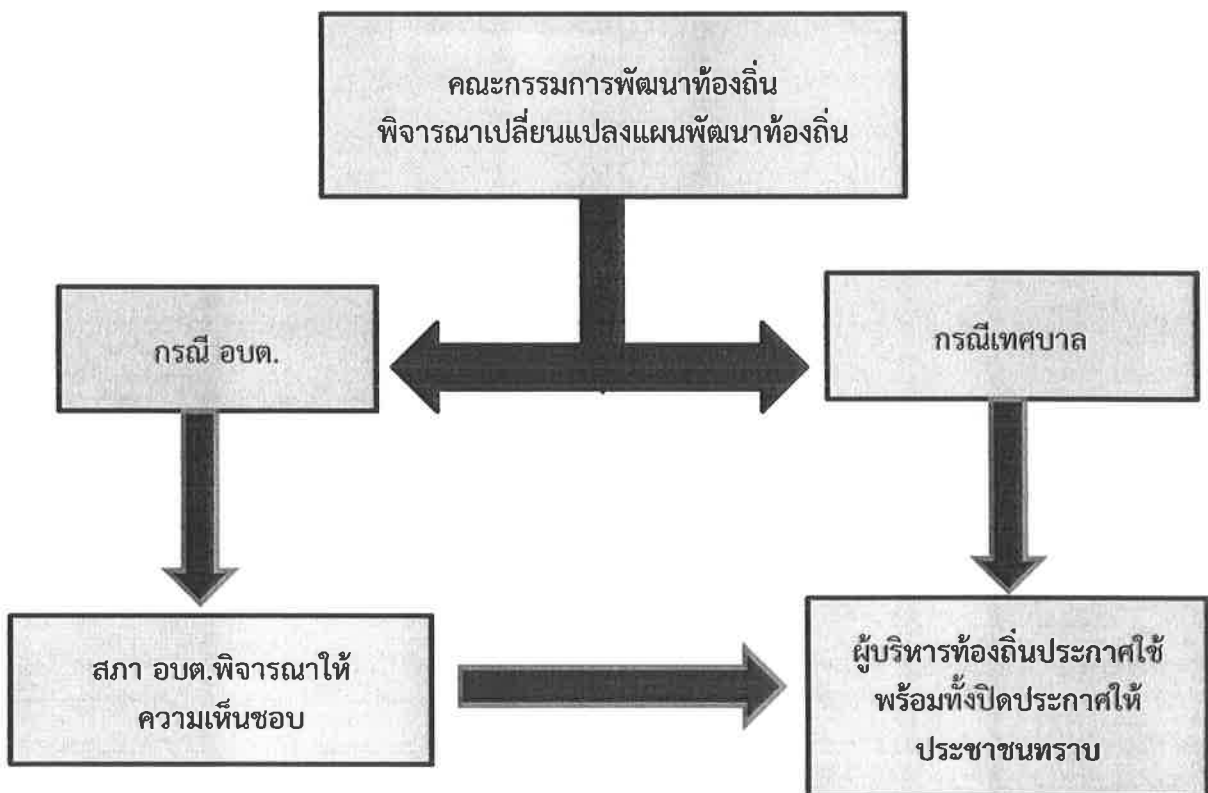 คณะกรรมการพัฒนาท้องถิ่น
พิจารณาเปลี่ยนแปลงแผนพัฒนาท้องถิ่น
กรณี อบต.
กรณีเทศบาล
สภา อบต.พิจารณาให้
ความเห็นชอบ
ผู้บริหารท้องถิ่นประกาศใช้
พร้อมทั้งปิดประกาศให้
ประชาชนทราบ